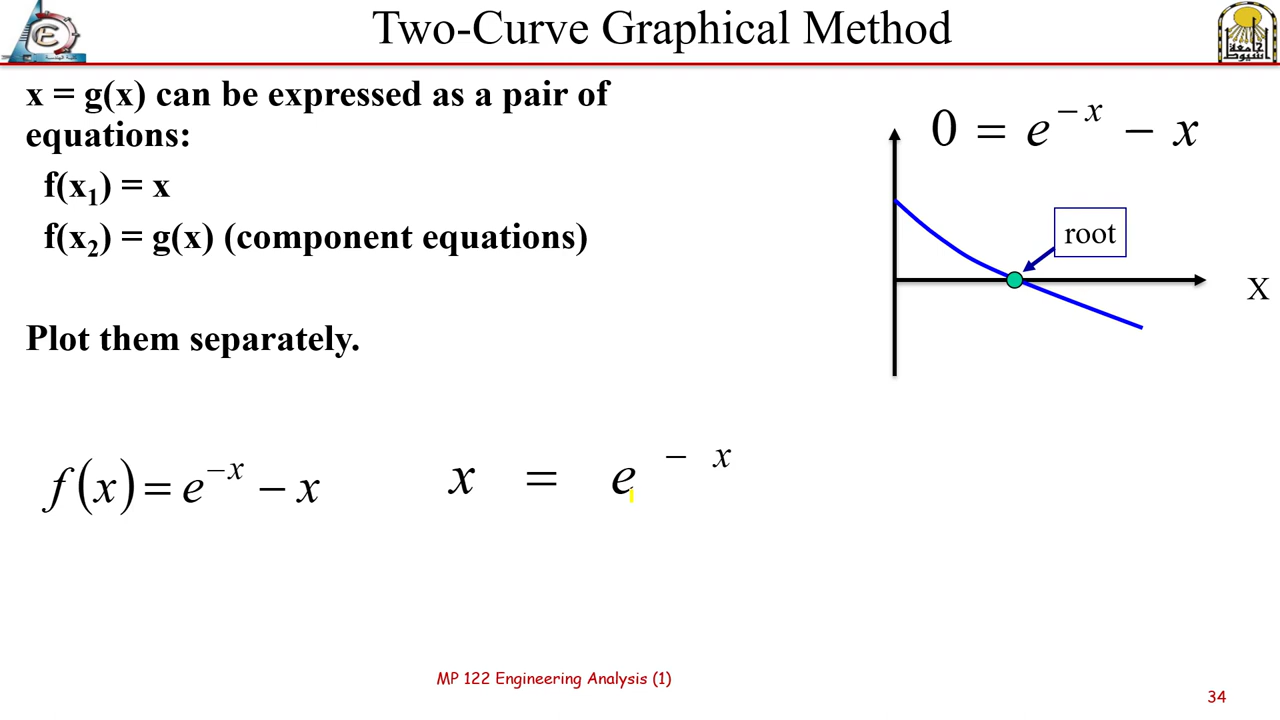 Two-Curve Graphical Method
x = g(x) can be expressed as a pair of
equations:
f(x₁) = x
f(x₂) = g(x) (component equations)
Plot them separately.
0 = e^{-x} - x
root
X
f(x) = e^{-x} - x
x = e^{-x}
MP 122 Engineering Analysis (1)
34